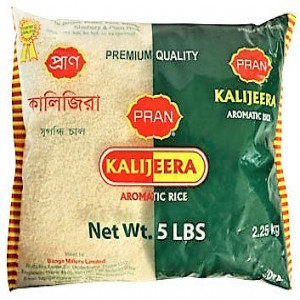 PREMIUM QUALITY
প্রাণ
PRAN
কালিজিরা
KALIJEERA
AROMATIC RICE
সুগন্ধি চাল
PRAN
KALIJEERA
AROMATIC RICE
Net Wt. 5 LBS
2.25 kg
Banga Millers Limited